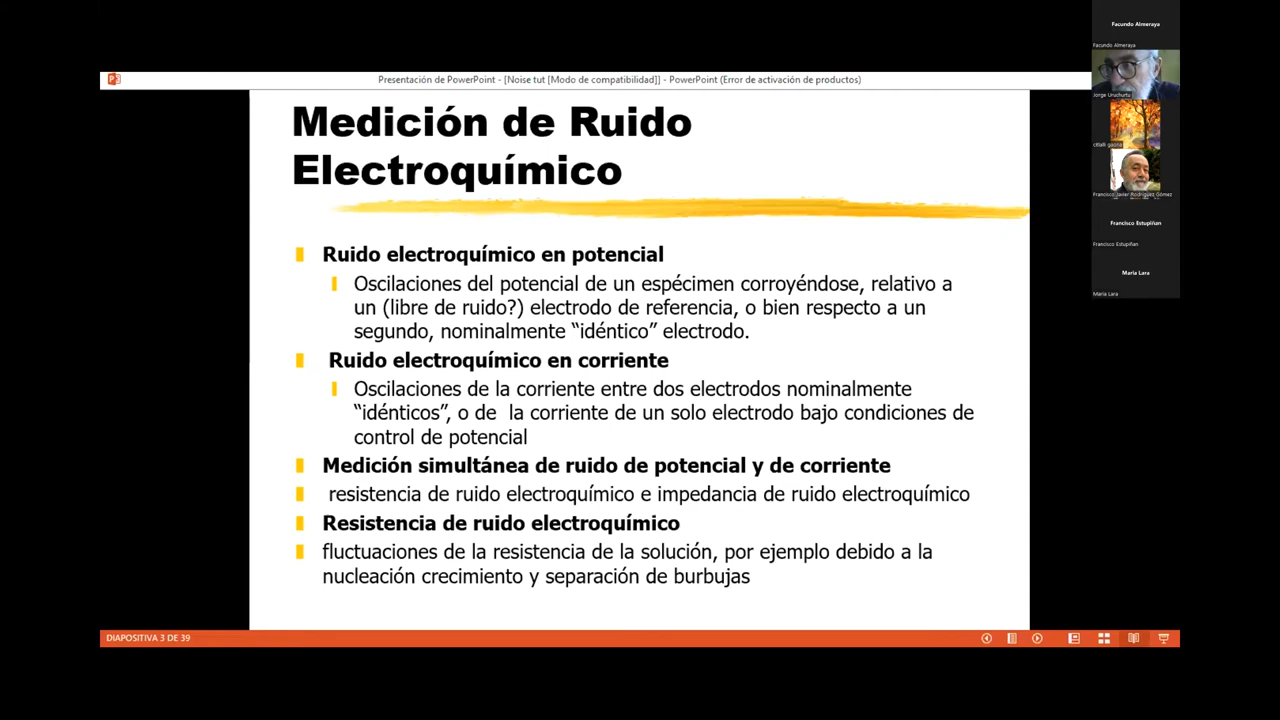 Presentación de PowerPoint - [Noise tut [Modo de compatibilidad]] - PowerPoint (Error de activación de productos)
Medición de Ruido
Electroquímico
Ruido electroquímico en potencial
Oscilaciones del potencial de un espécimen corroyéndose, relativo a
un (libre de ruido?) electrodo de referencia, o bien respecto a un
segundo, nominalmente “idéntico” electrodo.
Ruido electroquímico en corriente
Oscilaciones de la corriente entre dos electrodos nominalmente
“idénticos”, o de la corriente de un solo electrodo bajo condiciones de
control de potencial
Medición simultánea de ruido de potencial y de corriente
resistencia de ruido electroquímico e impedancia de ruido electroquímico
Resistencia de ruido electroquímico
fluctuaciones de la resistencia de la solución, por ejemplo debido a la
nucleación crecimiento y separación de burbujas
DIAPOSITIVA 3 DE 39
Facundo Almeraya
Facundo Almeraya
Jorge Uruchurtu
citlalli gaona
Francisco Javier Rodríguez Gómez
Francisco Estupiñan
Francisco Estupiñan
Maria Lara
Maria Lara